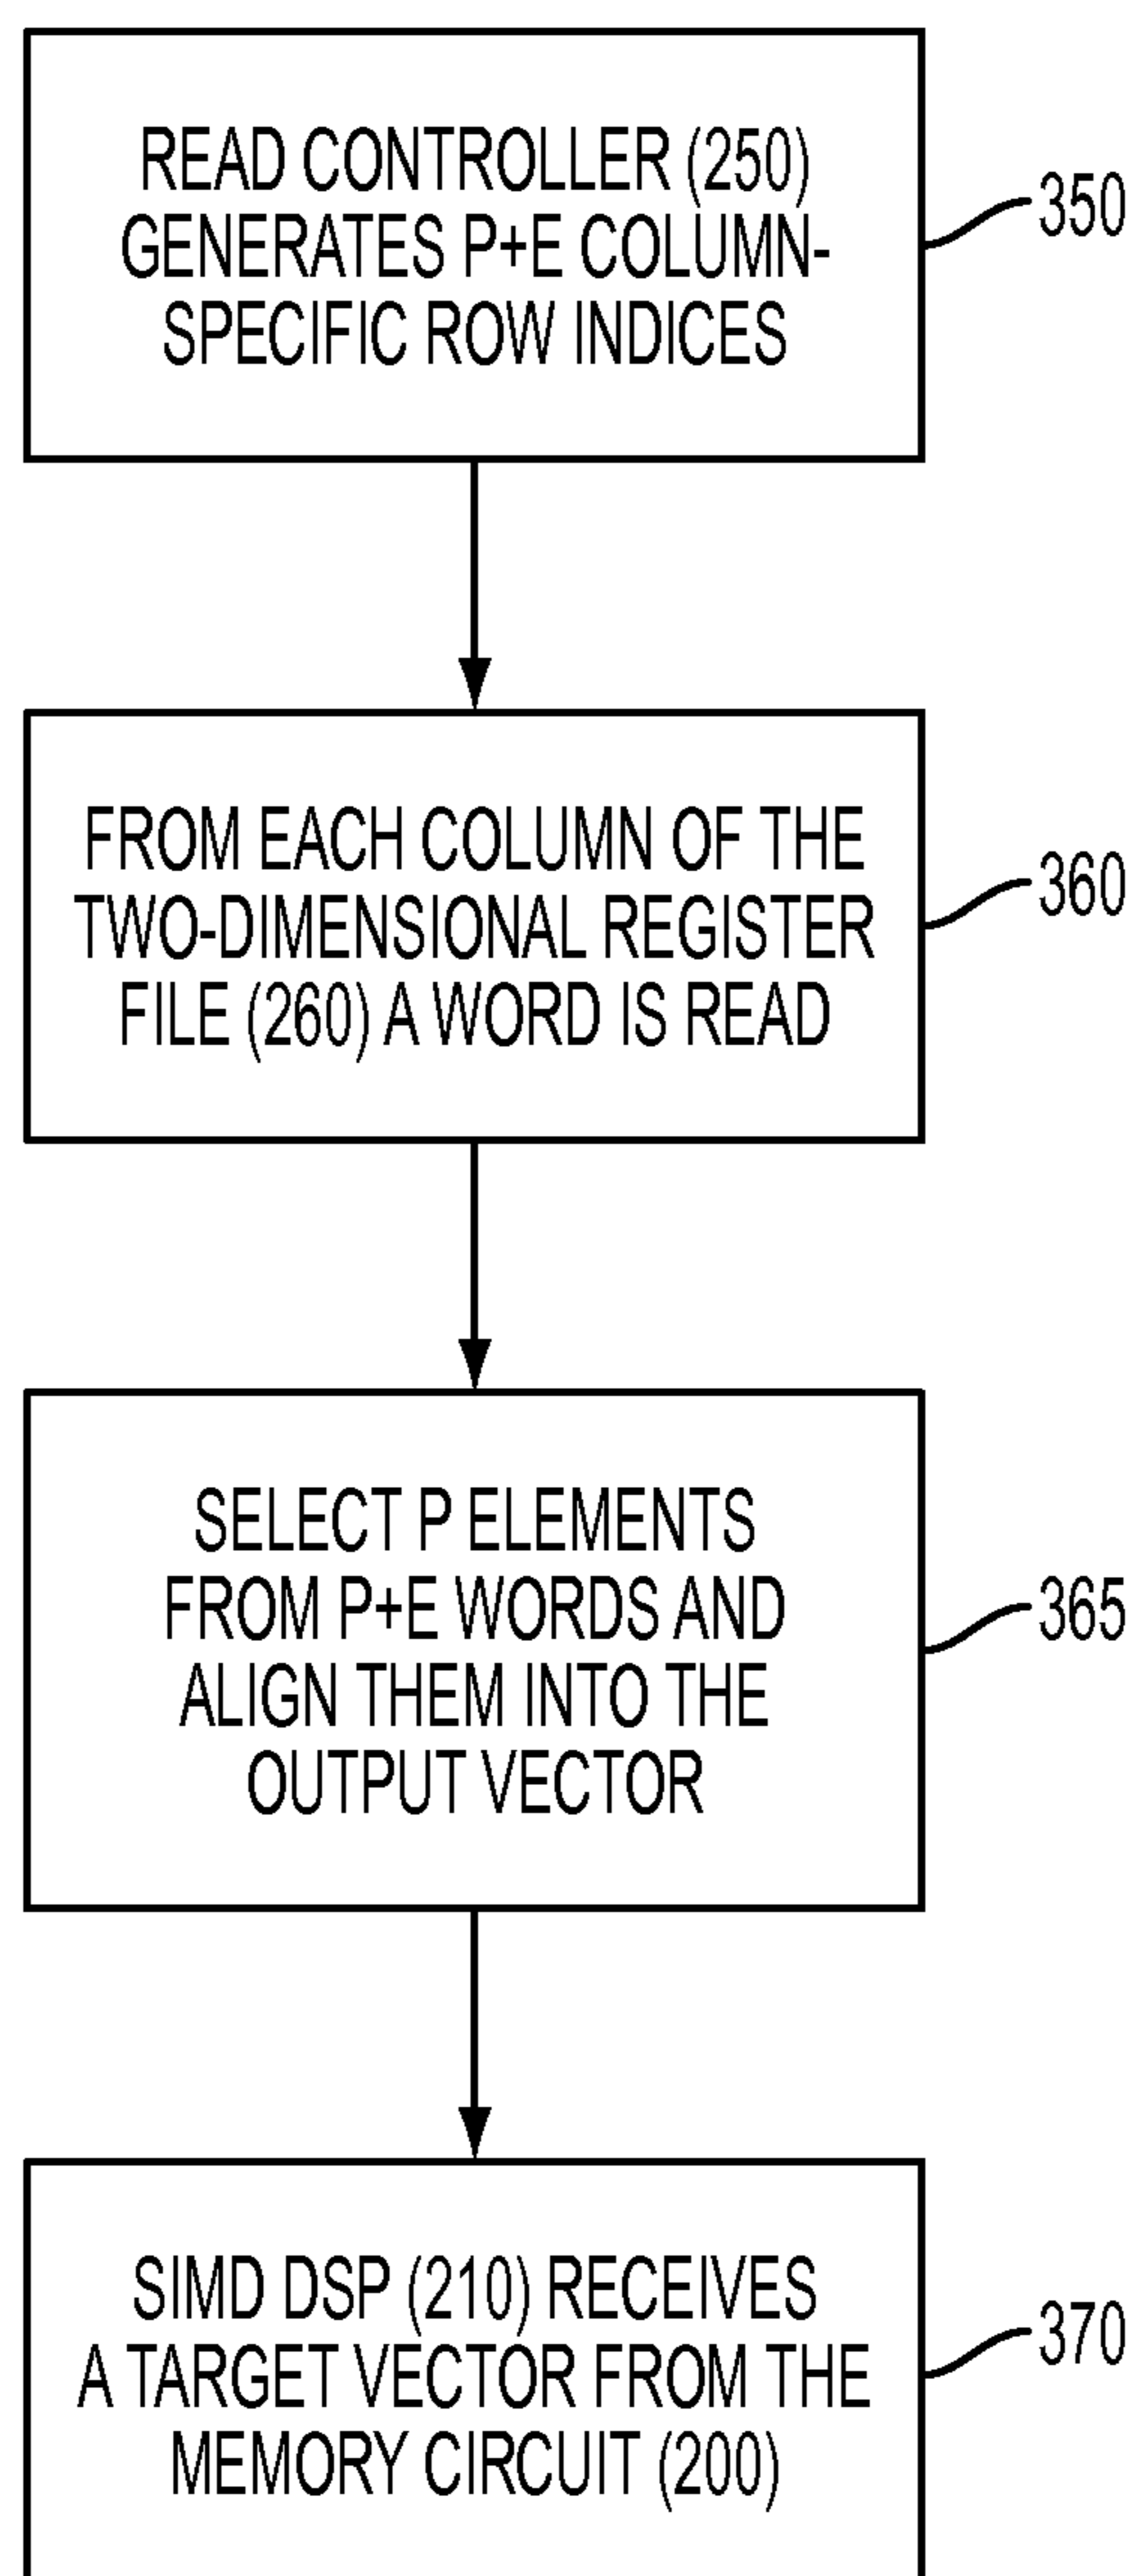 READ CONTROLLER (250)
GENERATES P+E COLUMN-
SPECIFIC ROW INDICES
350
FROM EACH COLUMN OF THE
TWO-DIMENSIONAL REGISTER
FILE (260) A WORD IS READ
360
SELECT P ELEMENTS
FROM P+E WORDS AND
ALIGN THEM INTO THE
OUTPUT VECTOR
365
SIMD DSP (210) RECEIVES
A TARGET VECTOR FROM THE
MEMORY CIRCUIT (200)
370